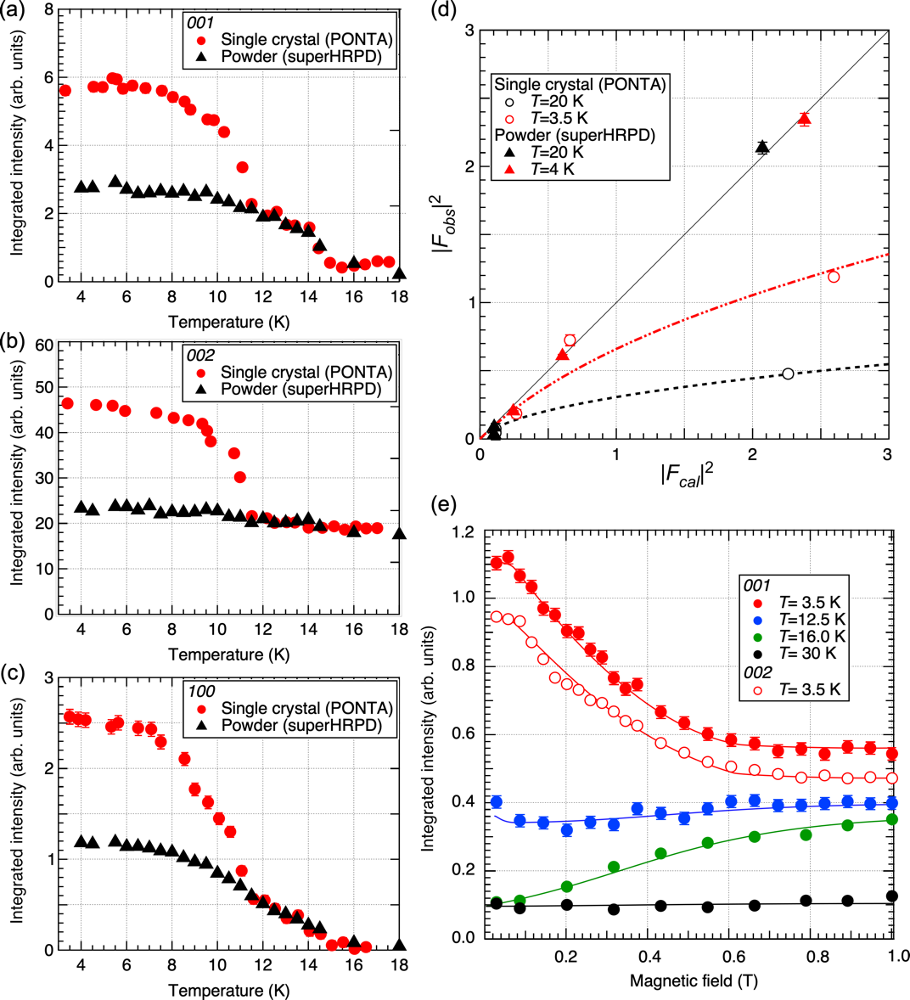 (a)
001
Single crystal (PONTA)
Powder (superHRPD)
Integrated intensity (arb. units)
8
6
4
2
0
4 6 8 10 12 14 16 18
Temperature (K)
(b)
002
Single crystal (PONTA)
Powder (superHRPD)
Integrated intensity (arb. units)
60
50
40
30
20
10
0
4 6 8 10 12 14 16 18
Temperature (K)
(c)
100
Single crystal (PONTA)
Powder (superHRPD)
Integrated intensity (arb. units)
3
2
1
0
4 6 8 10 12 14 16 18
Temperature (K)
(d)
Single crystal (PONTA)
T=20 K
T=3.5 K
Powder (superHRPD)
T=20 K
T=4 K
|Fobs|2
3
2
1
0
0 1 2 3
|Fcal|2
(e)
001
T= 3.5 K
T=12.5 K
T=16.0 K
T= 30 K
002
T= 3.5 K
Integrated intensity (arb. units)
1.2
1.0
0.8
0.6
0.4
0.2
0.0
0.2 0.4 0.6 0.8 1.0
Magnetic field (T)